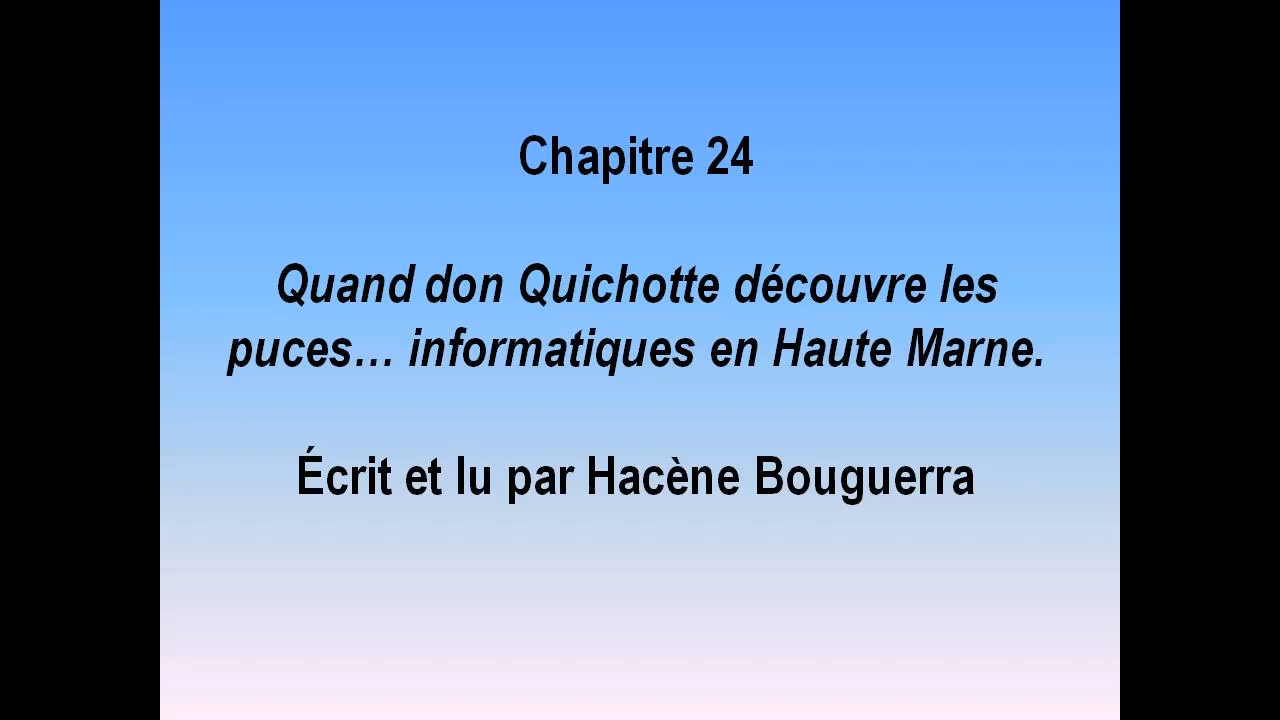 Chapitre 24
Quand don Quichotte découvre les
puces… informatiques en Haute Marne.
Écrit et lu par Hacène Bouguerra